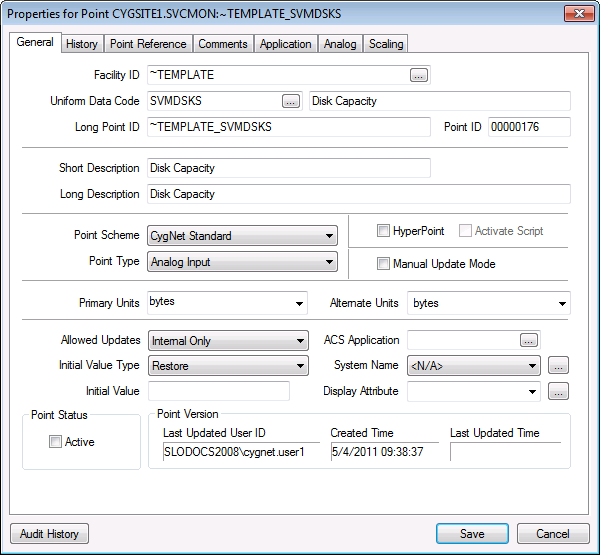 Properties for Point CYGSITE1.SVCMON:~TEMPLATE_SVMDSKS
General History Point Reference Comments Application Analog Scaling
Facility ID ~TEMPLATE ...
Uniform Data Code SVMDSKS ... Disk Capacity
Long Point ID ~TEMPLATE_SVMDSKS Point ID 00000176
Short Description Disk Capacity
Long Description Disk Capacity
Point Scheme CygNet Standard HyperPoint Activate Script
Point Type Analog Input Manual Update Mode
Primary Units bytes Alternate Units bytes
Allowed Updates Internal Only ACS Application ...
Initial Value Type Restore System Name <N/A> ...
Initial Value Display Attribute ...
Point Status Point Version
Active Last Updated User ID Created Time Last Updated Time
SLODOCS2008\cygnet.user1 5/4/2011 09:38:37
Audit History Save Cancel